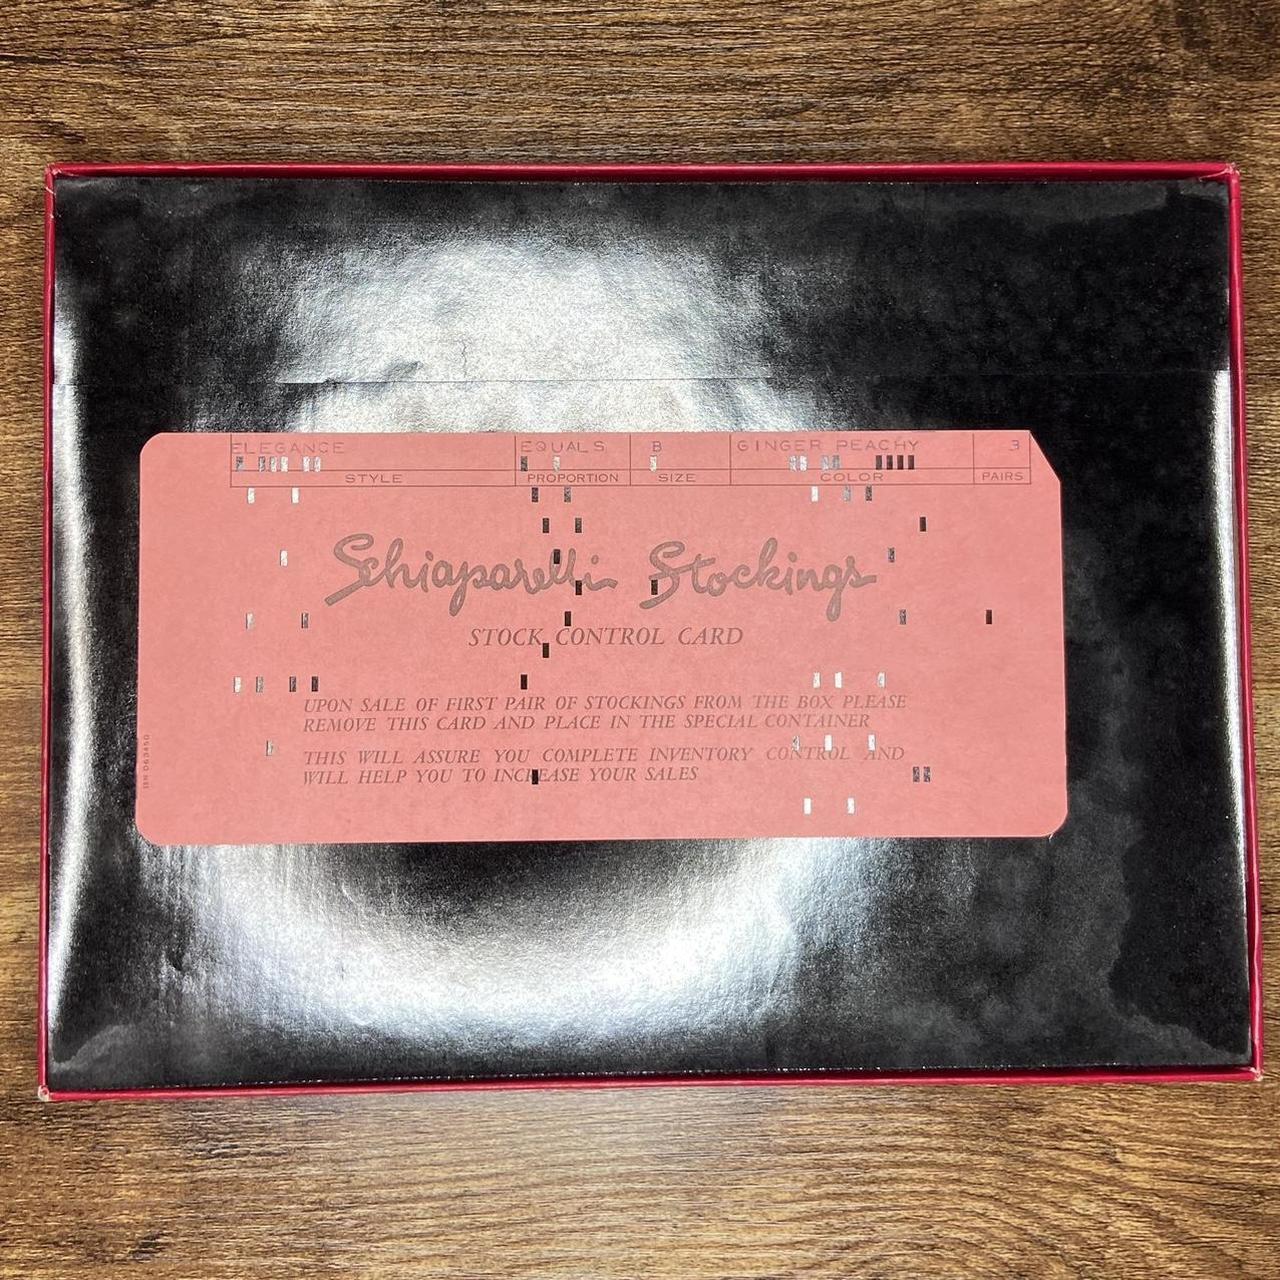 ELEGANCE EQUALS B GINGER PEACHY 3
STYLE PROPORTION SIZE COLOR PAIRS
Schiaparelli Stockings
STOCK CONTROL CARD
UPON SALE OF FIRST PAIR OF STOCKINGS FROM THE BOX PLEASE
REMOVE THIS CARD AND PLACE IN THE SPECIAL CONTAINER
THIS WILL ASSURE YOU COMPLETE INVENTORY CONTROL AND
WILL HELP YOU TO INCREASE YOUR SALES